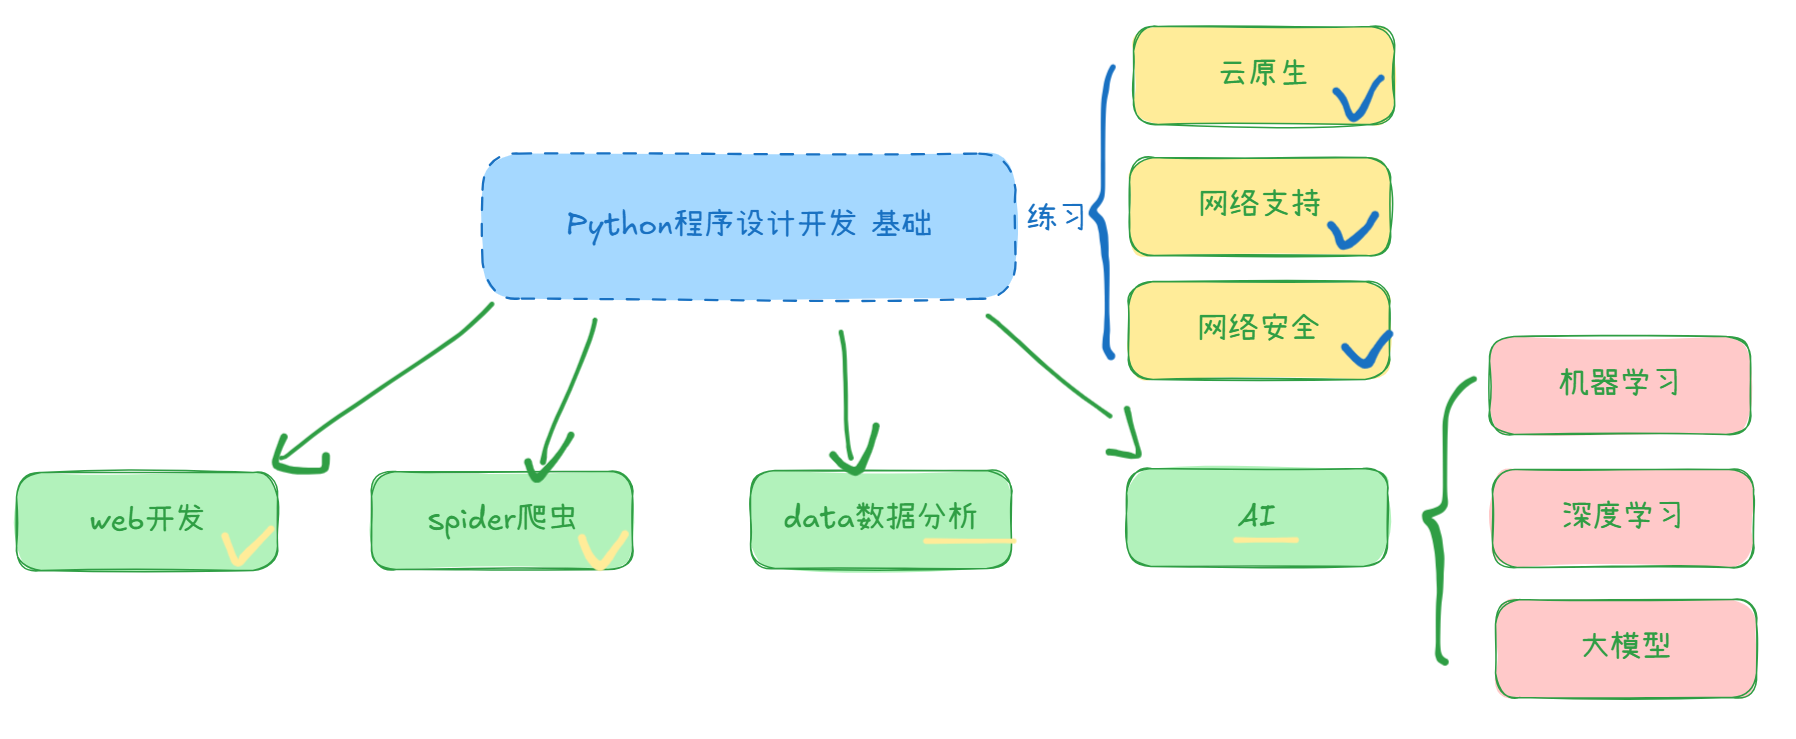 云原生
网络支持
Python程序设计开发 基础
练习
网络安全
机器学习
web开发
spider爬虫
data数据分析
AI
深度学习
大模型